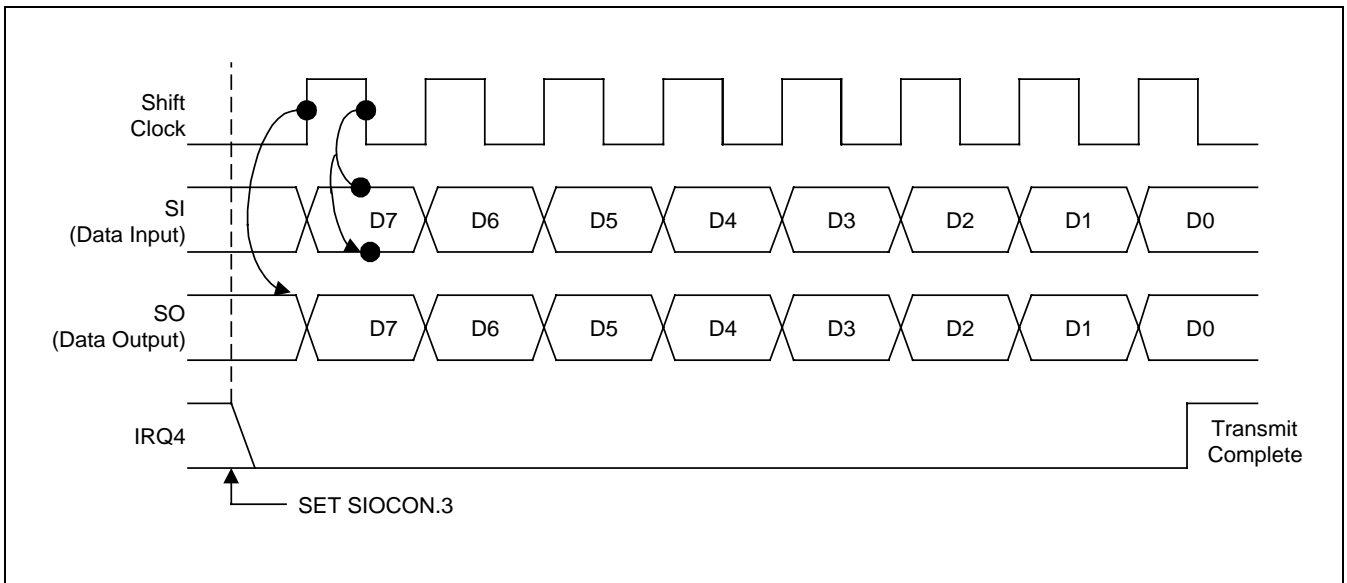 Shift
Clock
SI
(Data Input)
D7 D6 D5 D4 D3 D2 D1 D0
SO
(Data Output)
D7 D6 D5 D4 D3 D2 D1 D0
IRQ4
Transmit
Complete
SET SIOCON.3